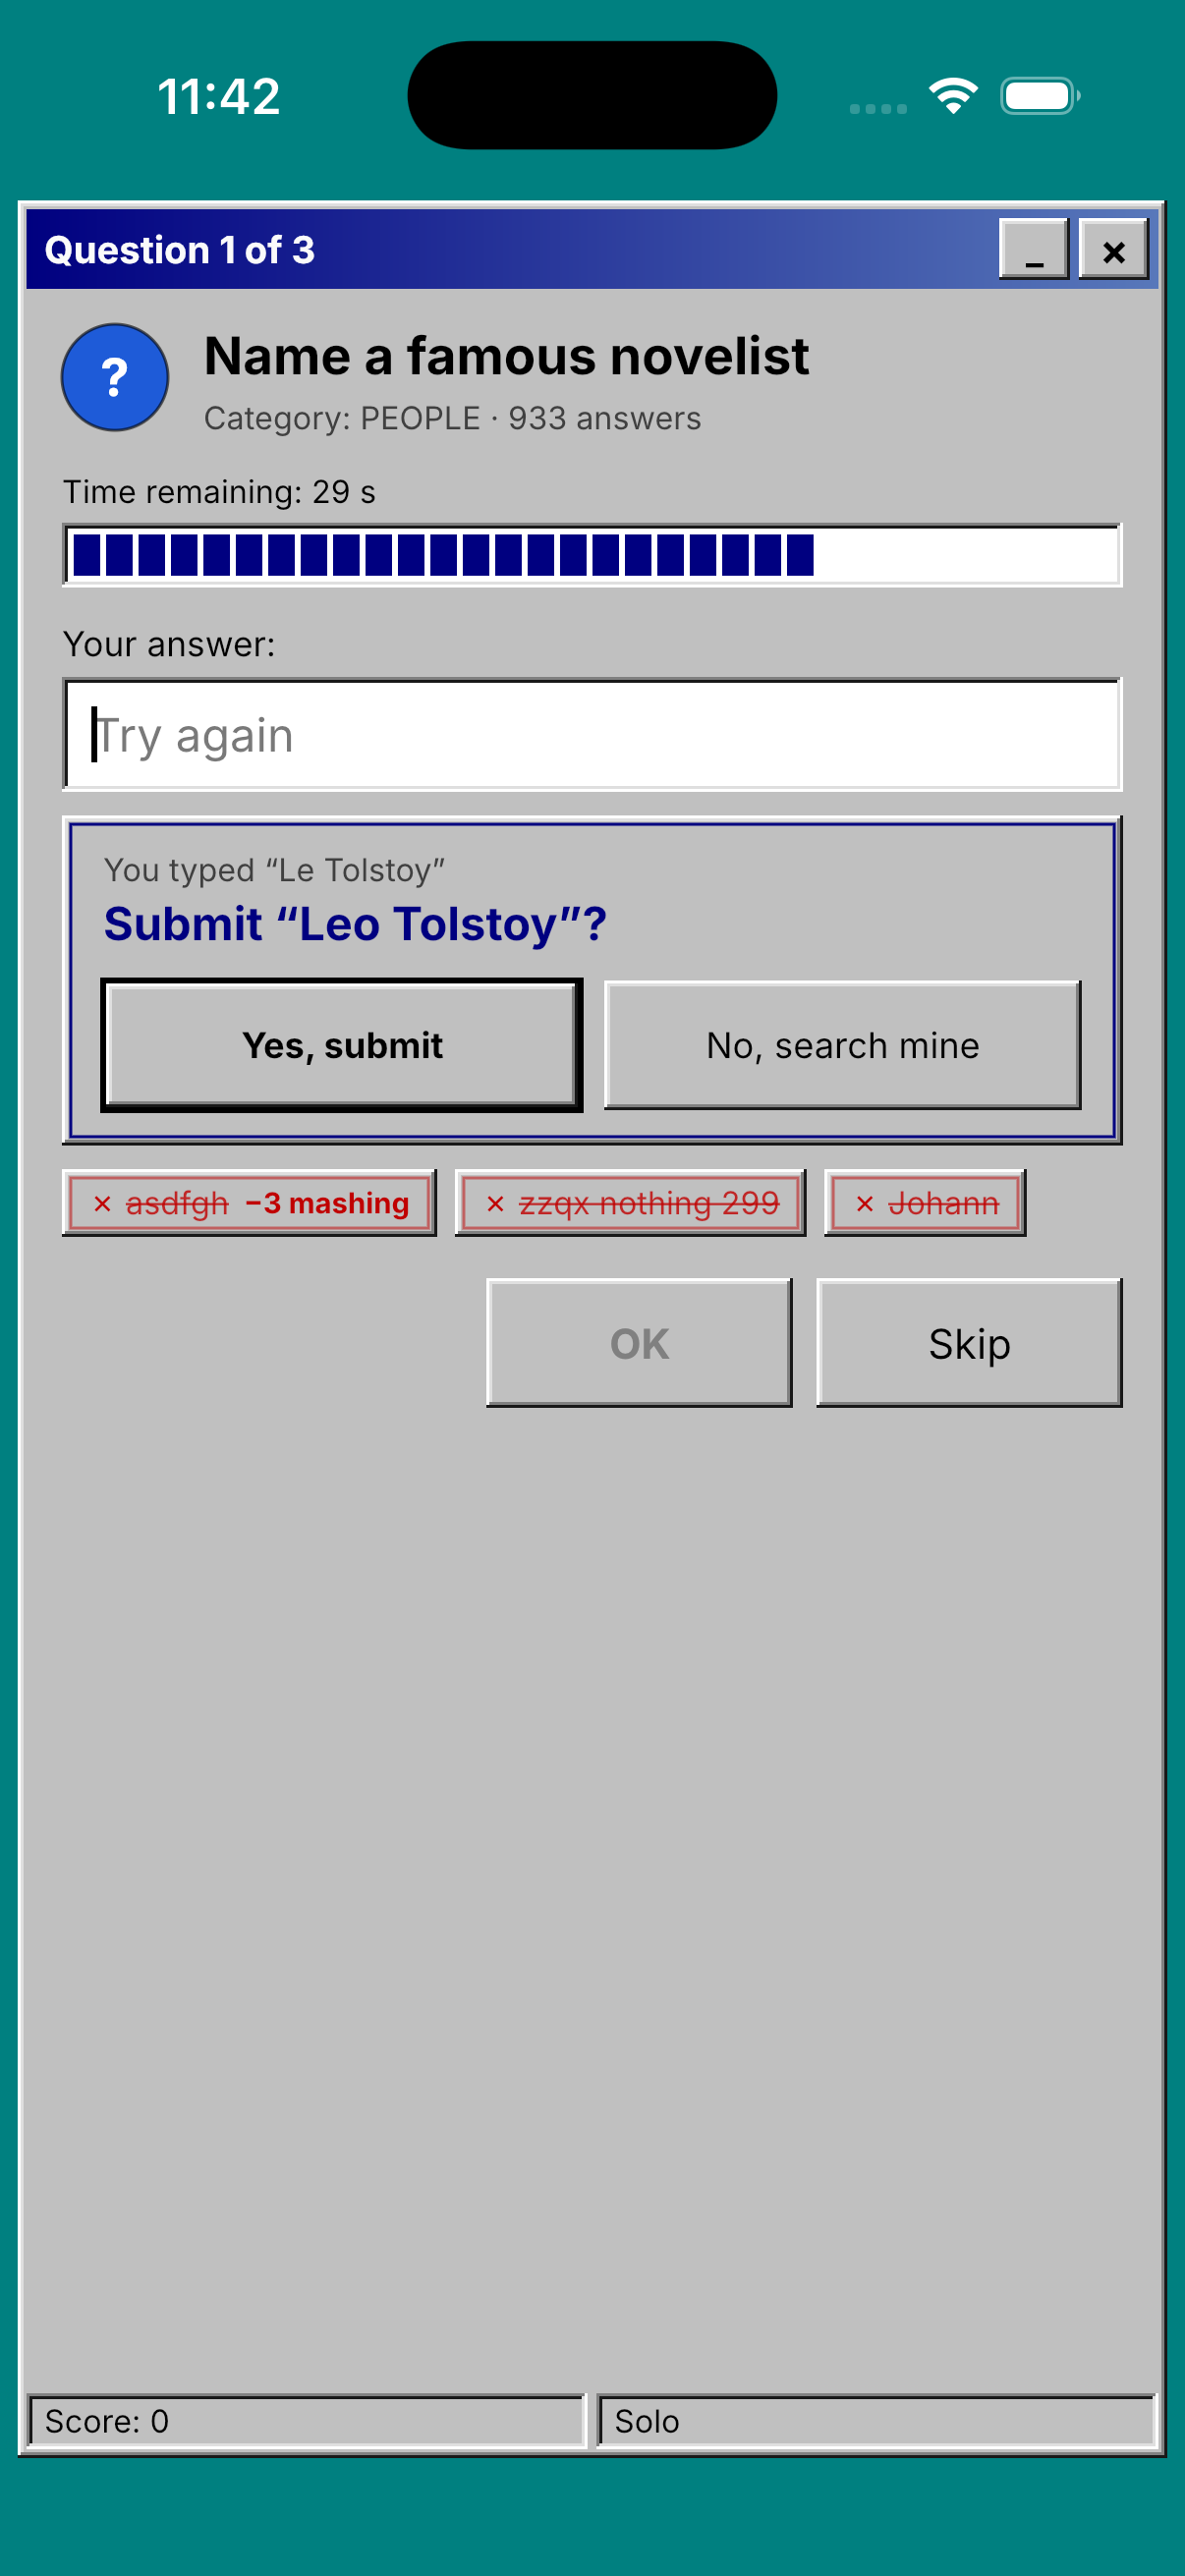 11:42
Question 1 of 3
_ ×
?
Name a famous novelist
Category: PEOPLE · 933 answers
Time remaining: 29 s
Your answer:
Try again
You typed “Le Tolstoy”
Submit “Leo Tolstoy”?
Yes, submit
No, search mine
× asdfgh −3 mashing
× zzqx nothing 299
× Johann
OK
Skip
Score: 0
Solo